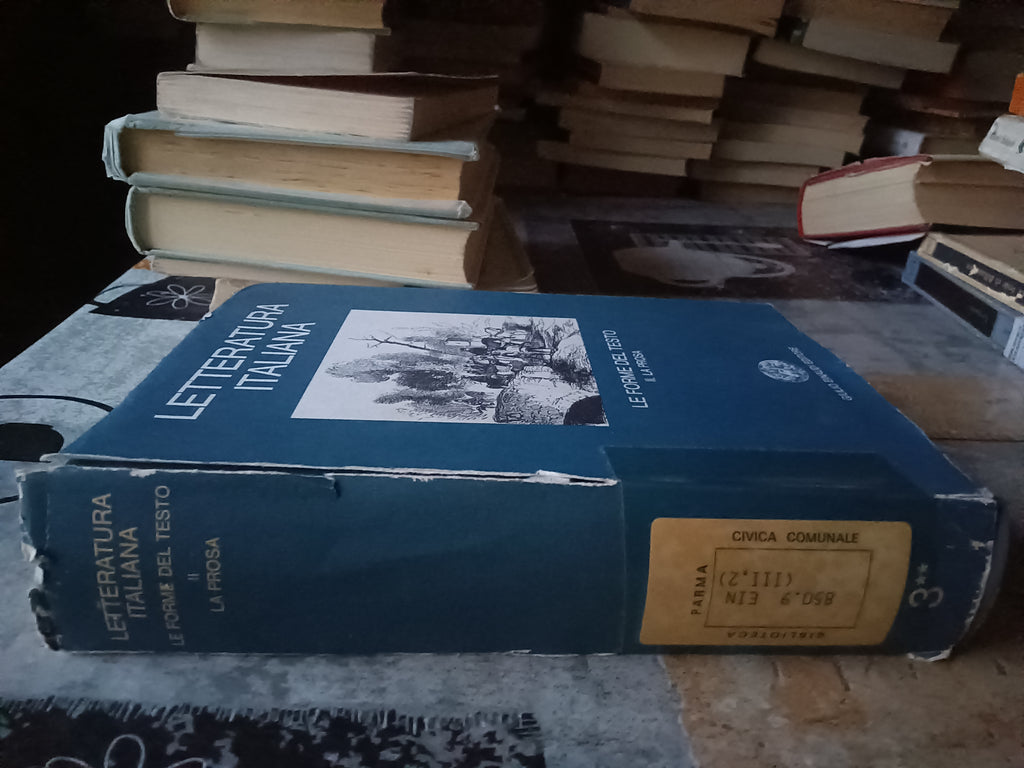 LETTERATURA
ITALIANA
LE FORME DEL TESTO
II. LA PROSA
LETTERATURA
ITALIANA
LE FORME DEL TESTO
II
LA PROSA
CIVICA COMUNALE
PARMA
850.9 EIN
(III,2)
BIBLIOTECA
3**